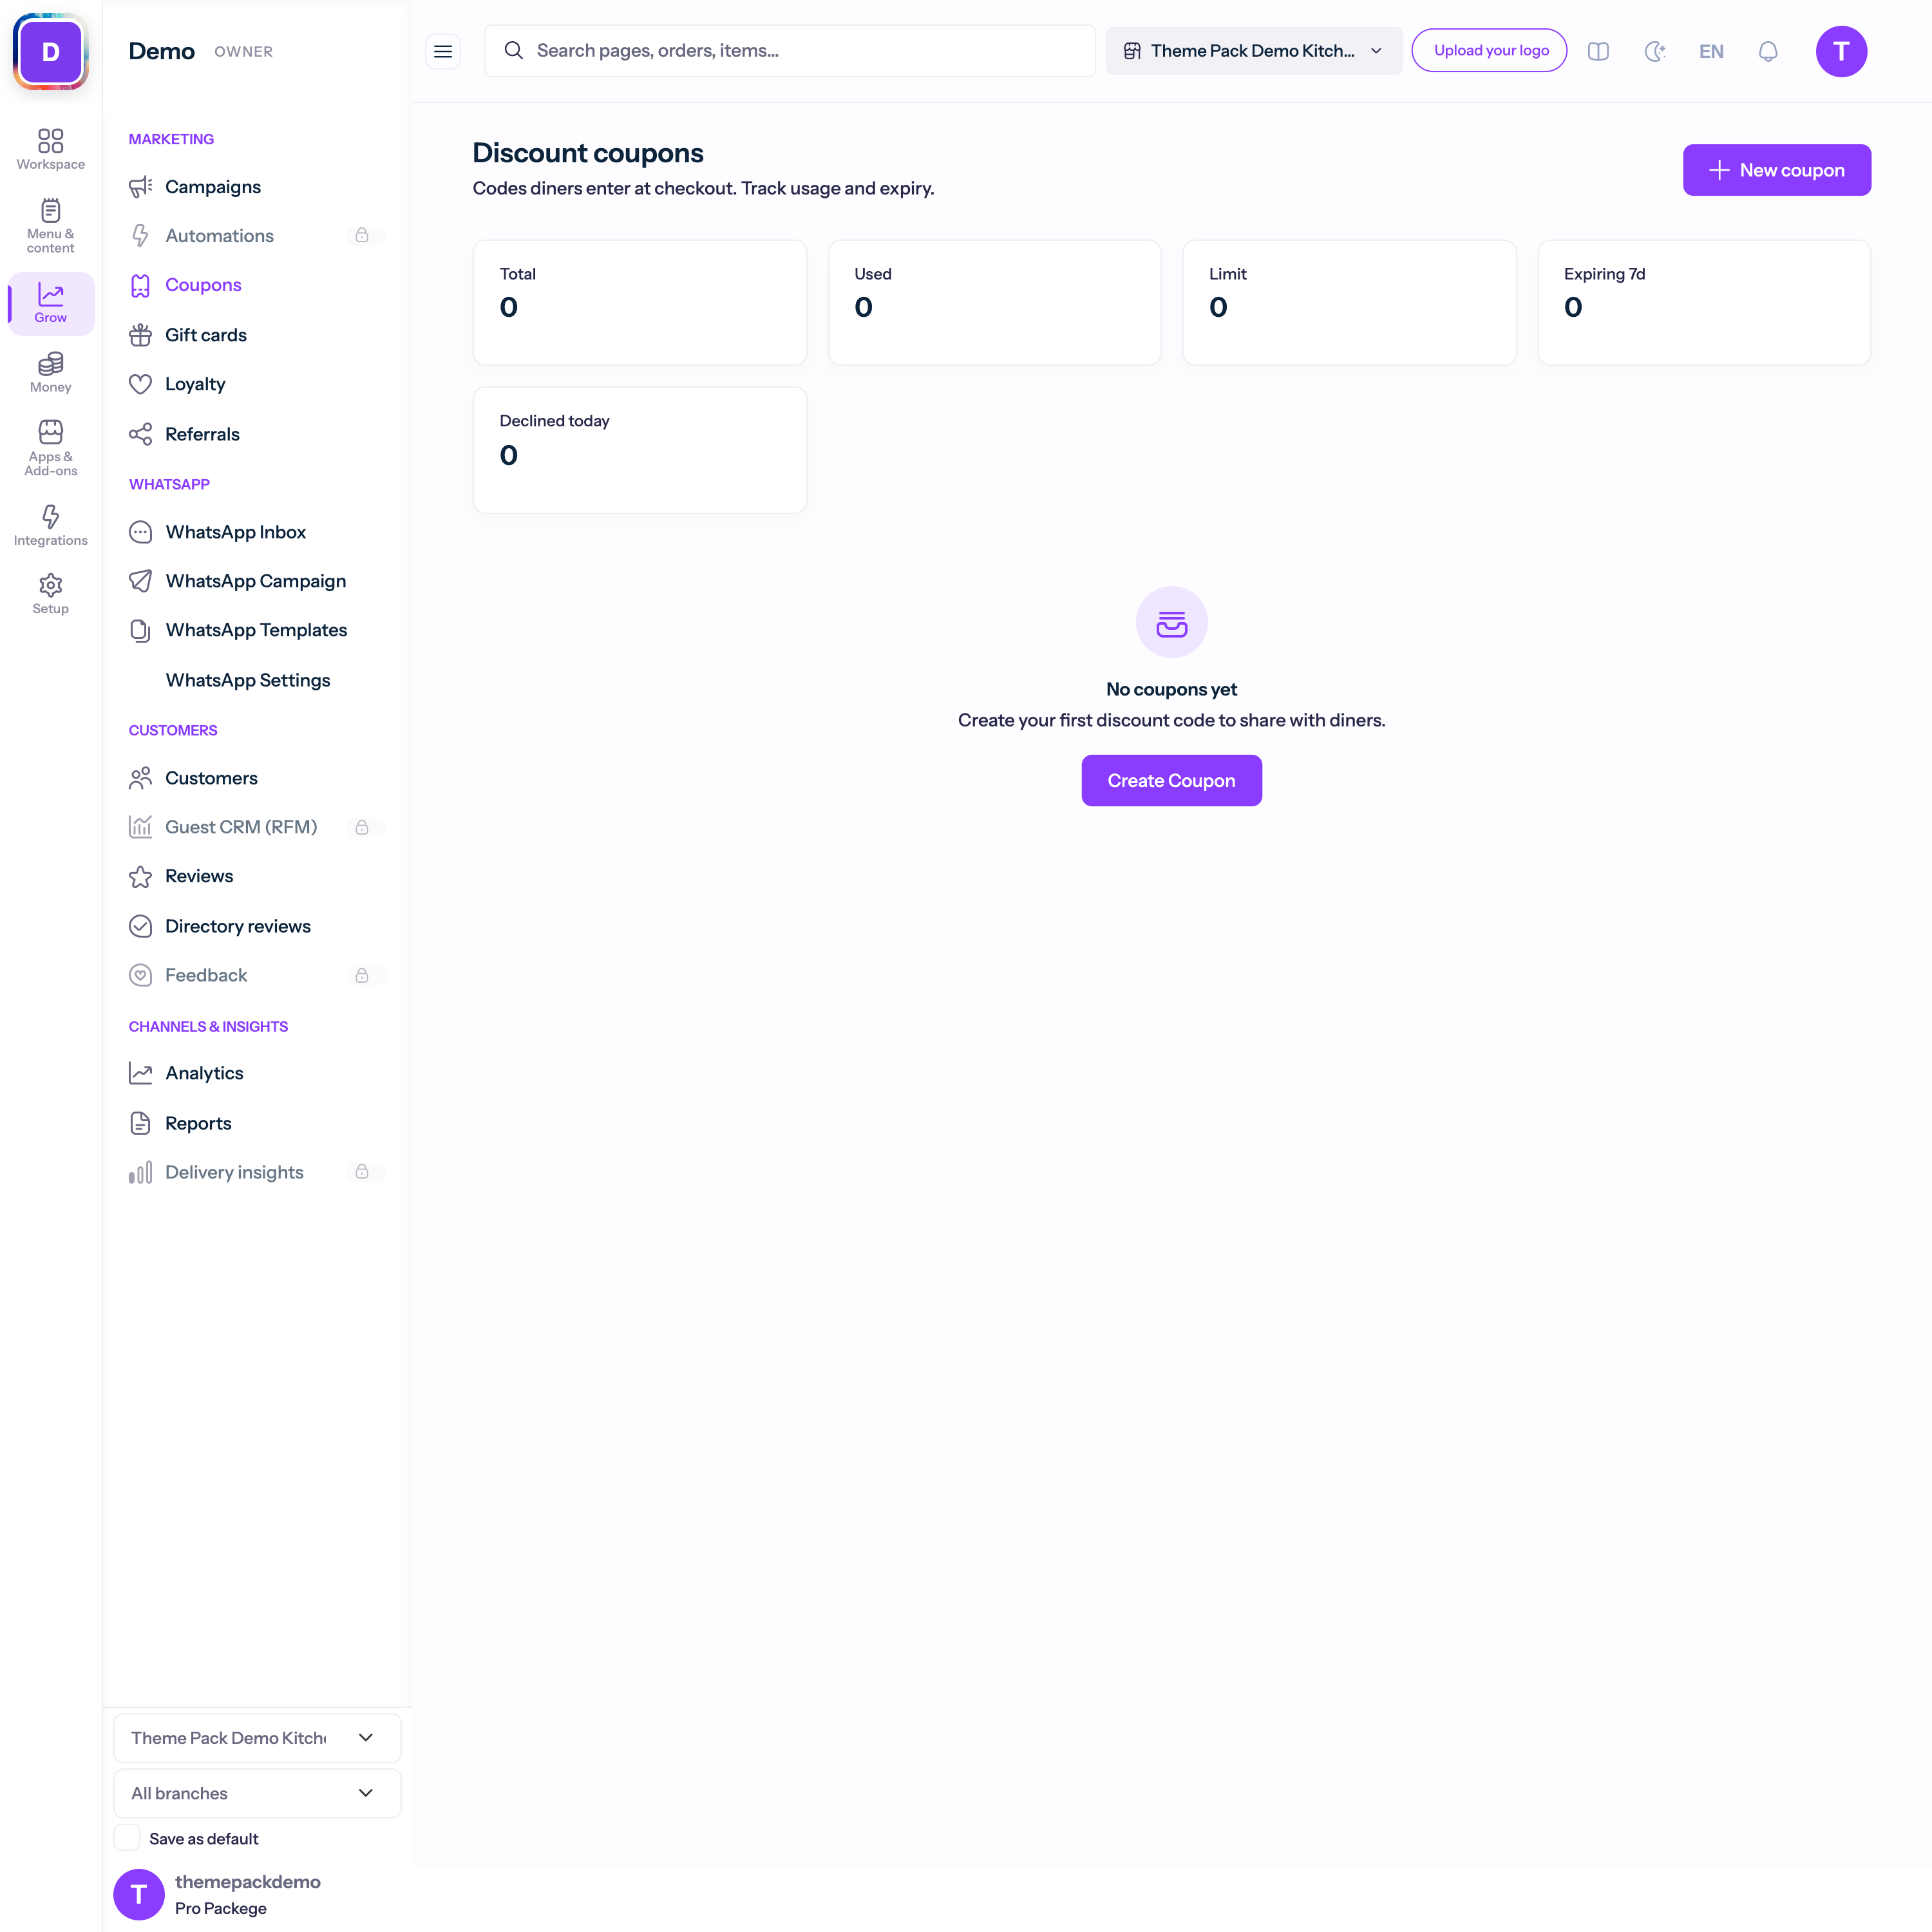 D
Workspace
Menu &
content
Grow
Money
Apps &
Add-ons
Integrations
Setup
Demo OWNER
MARKETING
Campaigns
Automations
Coupons
Gift cards
Loyalty
Referrals
WHATSAPP
WhatsApp Inbox
WhatsApp Campaign
WhatsApp Templates
WhatsApp Settings
CUSTOMERS
Customers
Guest CRM (RFM)
Reviews
Directory reviews
Feedback
CHANNELS & INSIGHTS
Analytics
Reports
Delivery insights
Theme Pack Demo Kitch
All branches
Save as default
T
themepackdemo
Pro Packege
Search pages, orders, items...
Theme Pack Demo Kitch...
Upload your logo
EN
T
Discount coupons
Codes diners enter at checkout. Track usage and expiry.
New coupon
Total
0
Used
0
Limit
0
Expiring 7d
0
Declined today
0
No coupons yet
Create your first discount code to share with diners.
Create Coupon